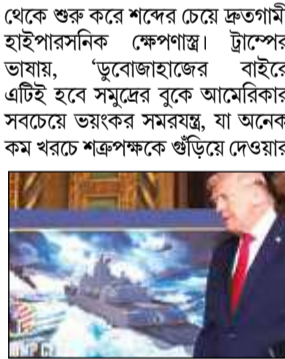 থেকে শুরু করে শব্দের চেয়ে দ্রুতগামী
হাইপারসনিক ক্ষেপণাস্ত্র। ট্রাম্পের
ভাষায়, ‘ডুবোজাহাজের বাইরে
এটিই হবে সমুদ্রের বুকে আমেরিকার
সবচেয়ে ভয়ংকর সমরযন্ত্র, যা অনেক
কম খরচে শত্রুপক্ষকে গুঁড়িয়ে দেওয়ার